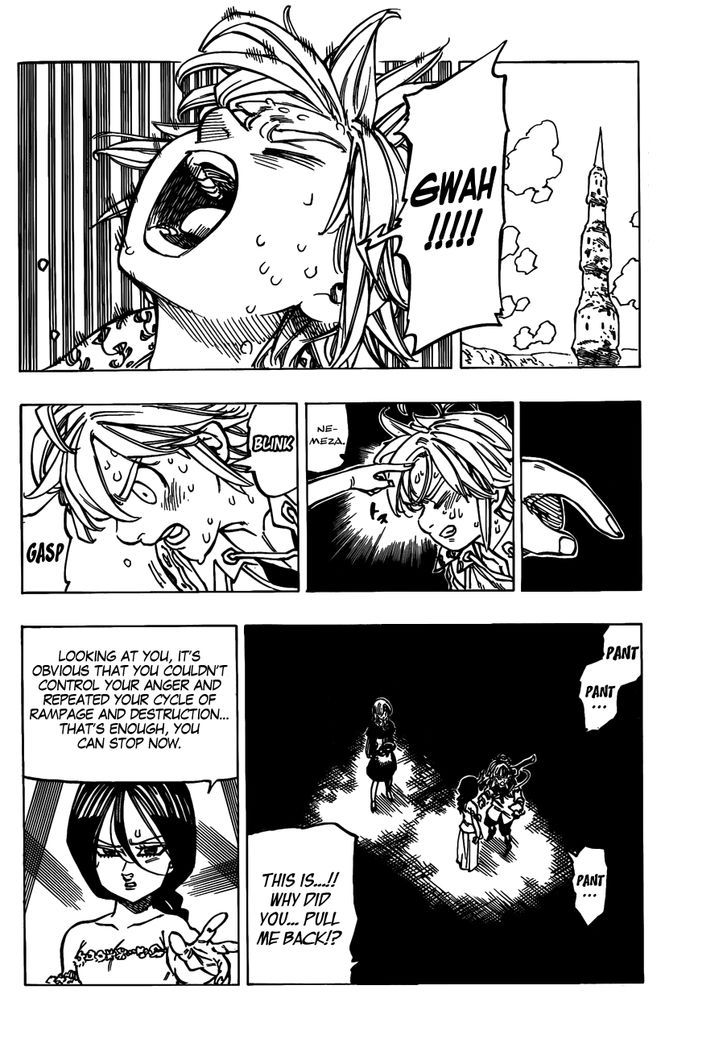 GWAH
!!!!!
NE-
MEZA.
トス
BLINK
GASP
PANT
PANT
...
PANT
...
THIS IS...!!
WHY DID
YOU... PULL
ME BACK!?
LOOKING AT YOU, IT'S
OBVIOUS THAT YOU COULDN'T
CONTROL YOUR ANGER AND
REPEATED YOUR CYCLE OF
RAMPAGE AND DESTRUCTION...
THAT'S ENOUGH, YOU
CAN STOP NOW.